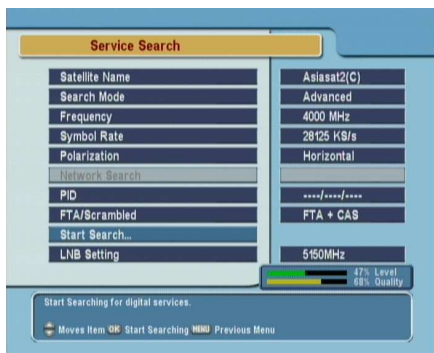 Service Search
Satellite Name Asiasat2(C)
Search Mode Advanced
Frequency 4000 MHz
Symbol Rate 28125 KS/s
Polarization Horizontal
Network Search
PID ----/----/----
FTA/Scrambled FTA + CAS
Start Search...
LNB Setting 5150MHz
47% Level
68% Quality
Start Searching for digital services.
Moves Item OK Start Searching MENU Previous Menu